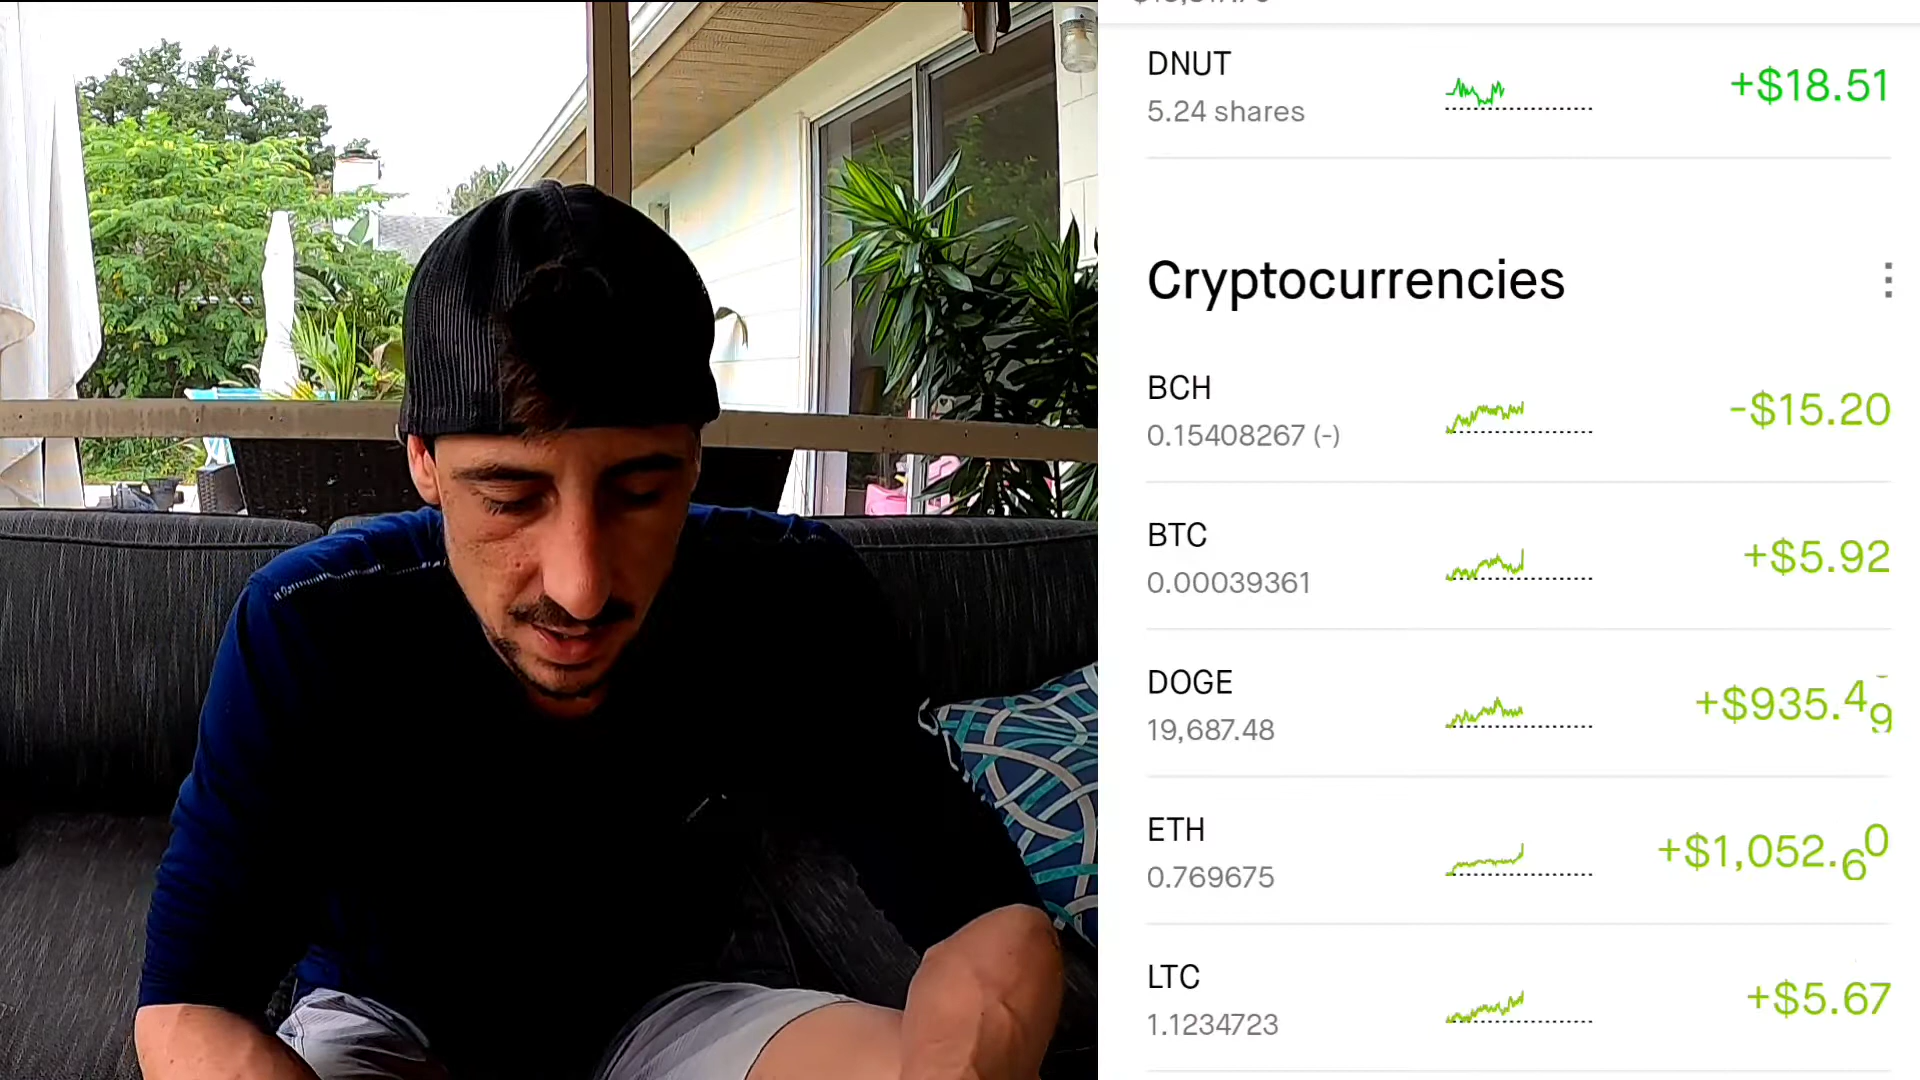 DNUT
5.24 shares
+$18.51
Cryptocurrencies
BCH
0.15408267 (-)
-$15.20
BTC
0.00039361
+$5.92
DOGE
19,687.48
+$935.49
ETH
0.769675
+$1,052.60
LTC
1.1234723
+$5.67